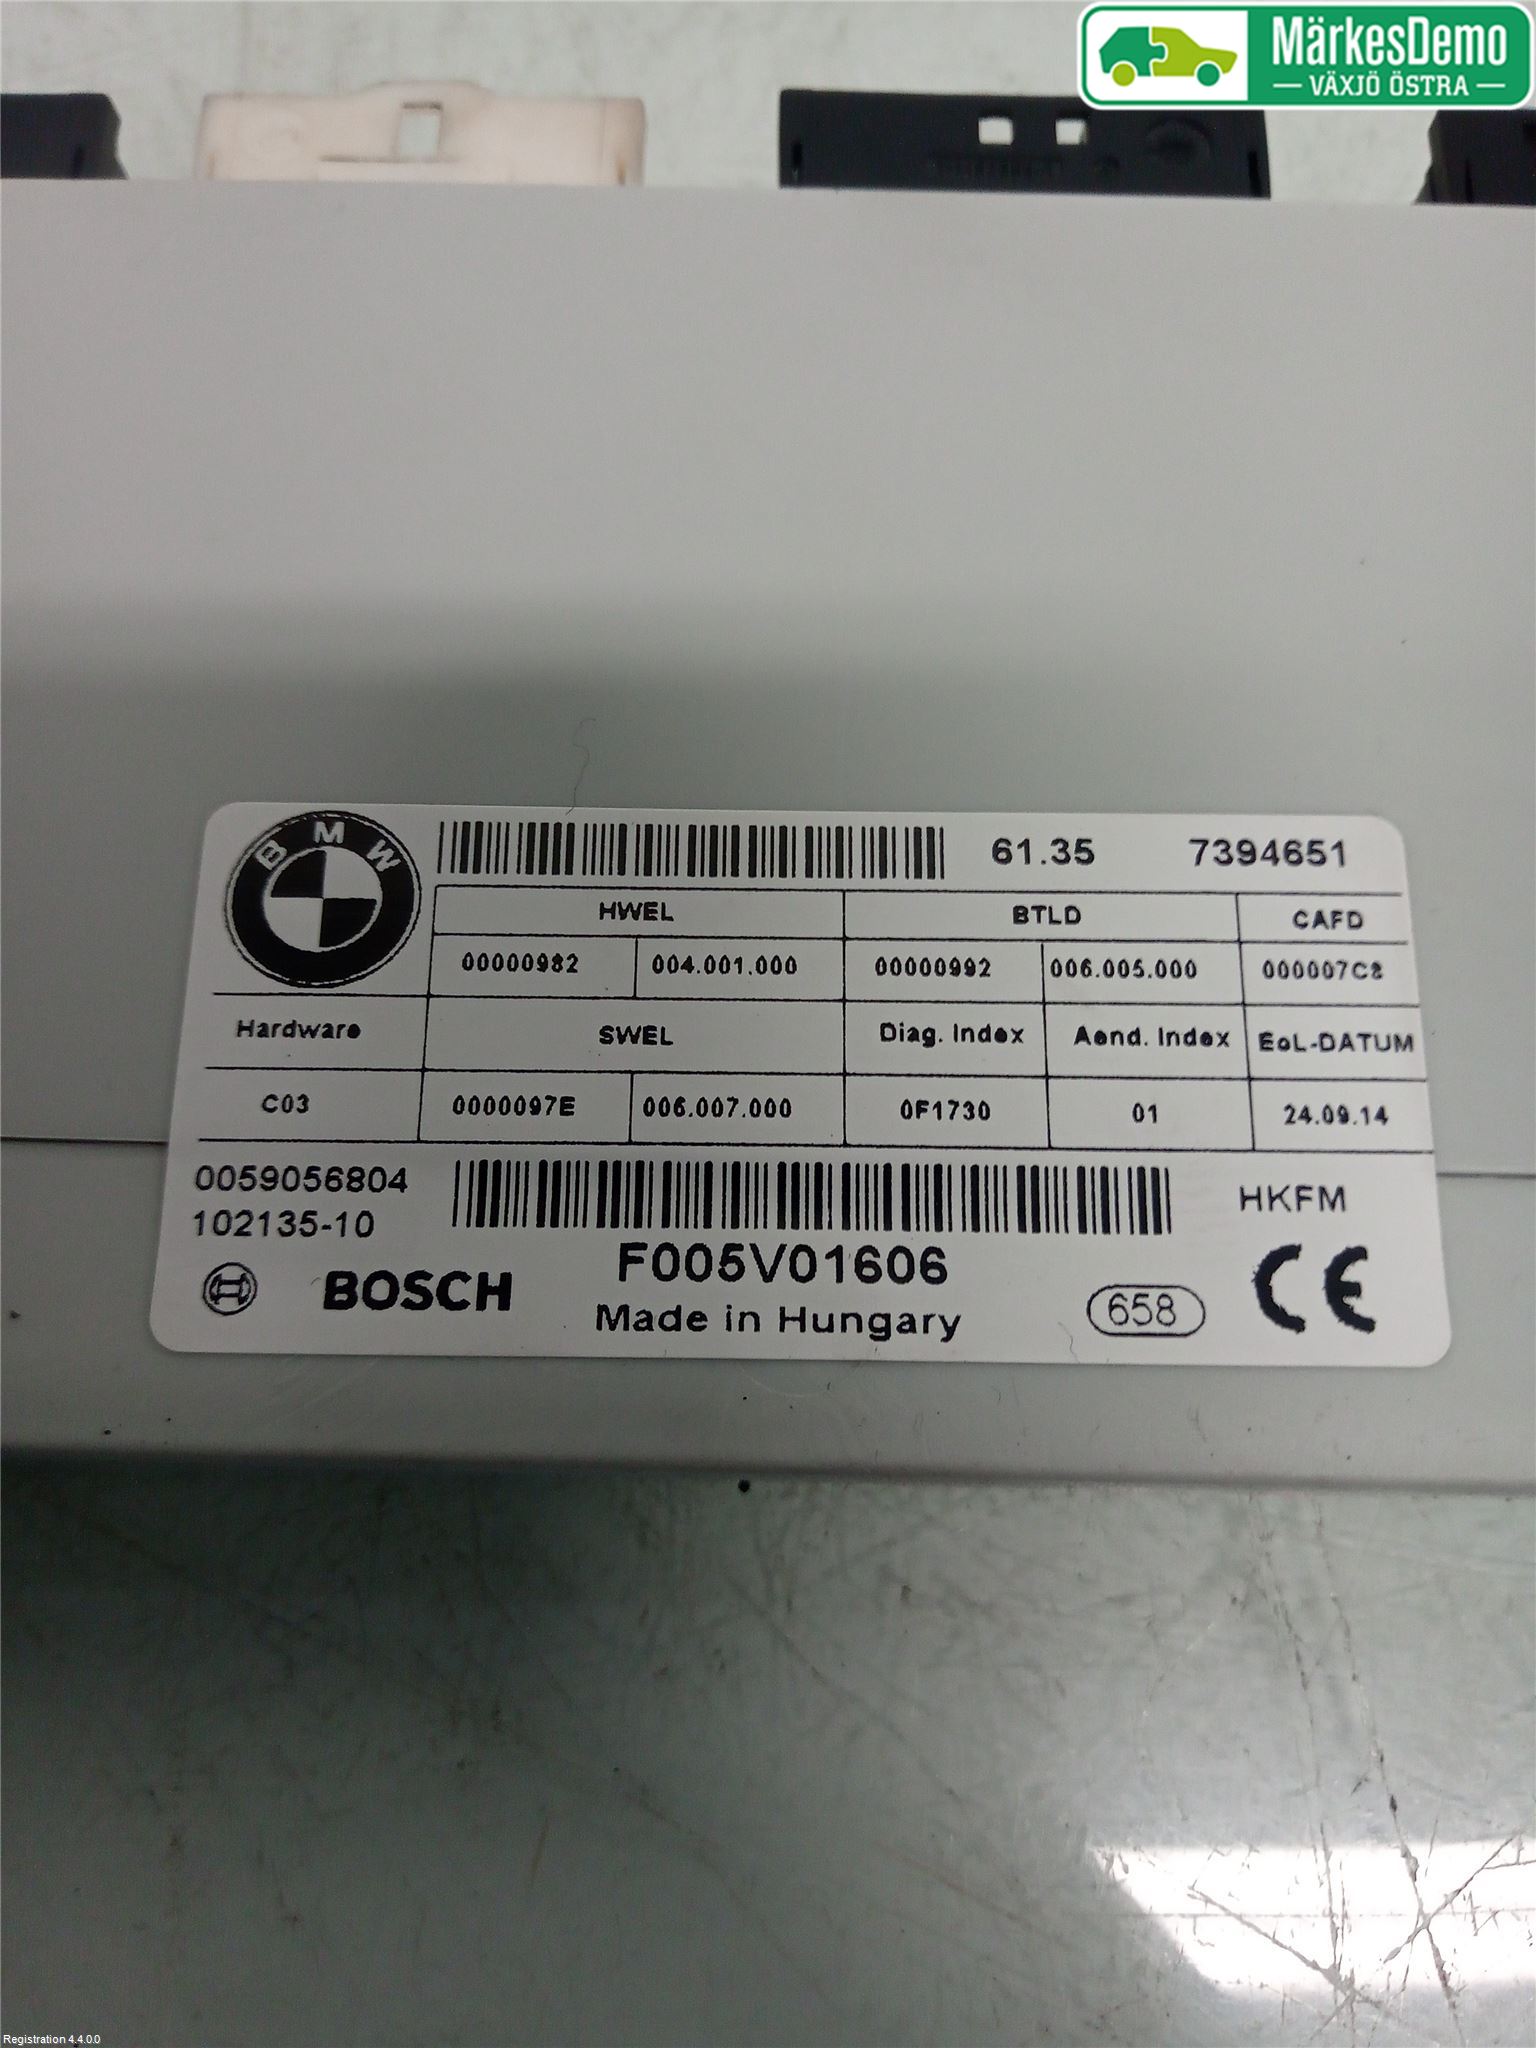 MärkesDemo
VÄXJÖ ÖSTRA
BMW
61.35 7394651
HWEL BTLD CAFD
00000982 004.001.000 00000992 006.005.000 000007C8
Hardware SWEL Diag. Index Aend. Index EoL-DATUM
C03 0000097E 006.007.000 0F1730 01 24.09.14
0059056804
102135-10
HKFM
F005V01606
BOSCH
Made in Hungary
658
CE
Registration 4.4.0.0